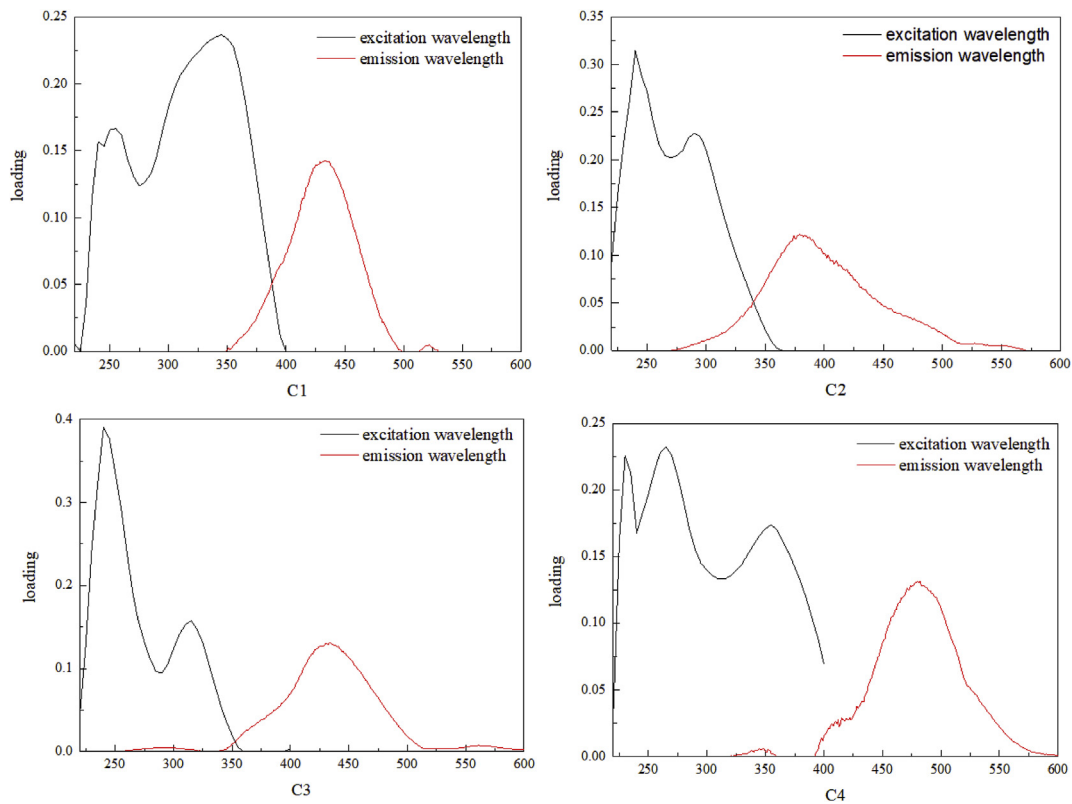 0.25
0.20
0.15
0.10
0.05
0.00
loading
excitation wavelength
emission wavelength
250 300 350 400 450 500 550 600
C1
0.35
0.30
0.25
0.20
0.15
0.10
0.05
0.00
loading
excitation wavelength
emission wavelength
250 300 350 400 450 500 550 600
C2
0.4
0.3
0.2
0.1
0.0
loading
excitation wavelength
emission wavelength
250 300 350 400 450 500 550 600
C3
0.25
0.20
0.15
0.10
0.05
0.00
loading
excitation wavelength
emission wavelength
250 300 350 400 450 500 550 600
C4